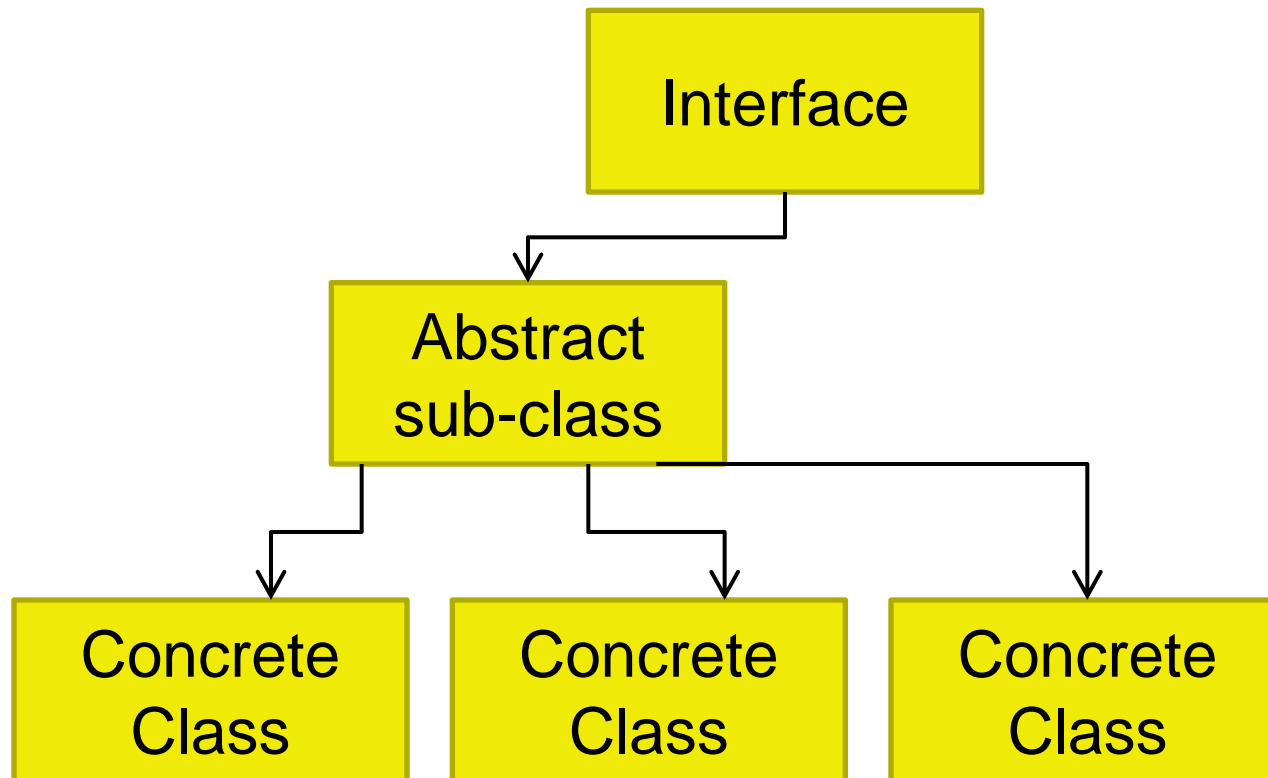 Interface
Abstract
sub-class
Concrete
Class
Concrete
Class
Concrete
Class